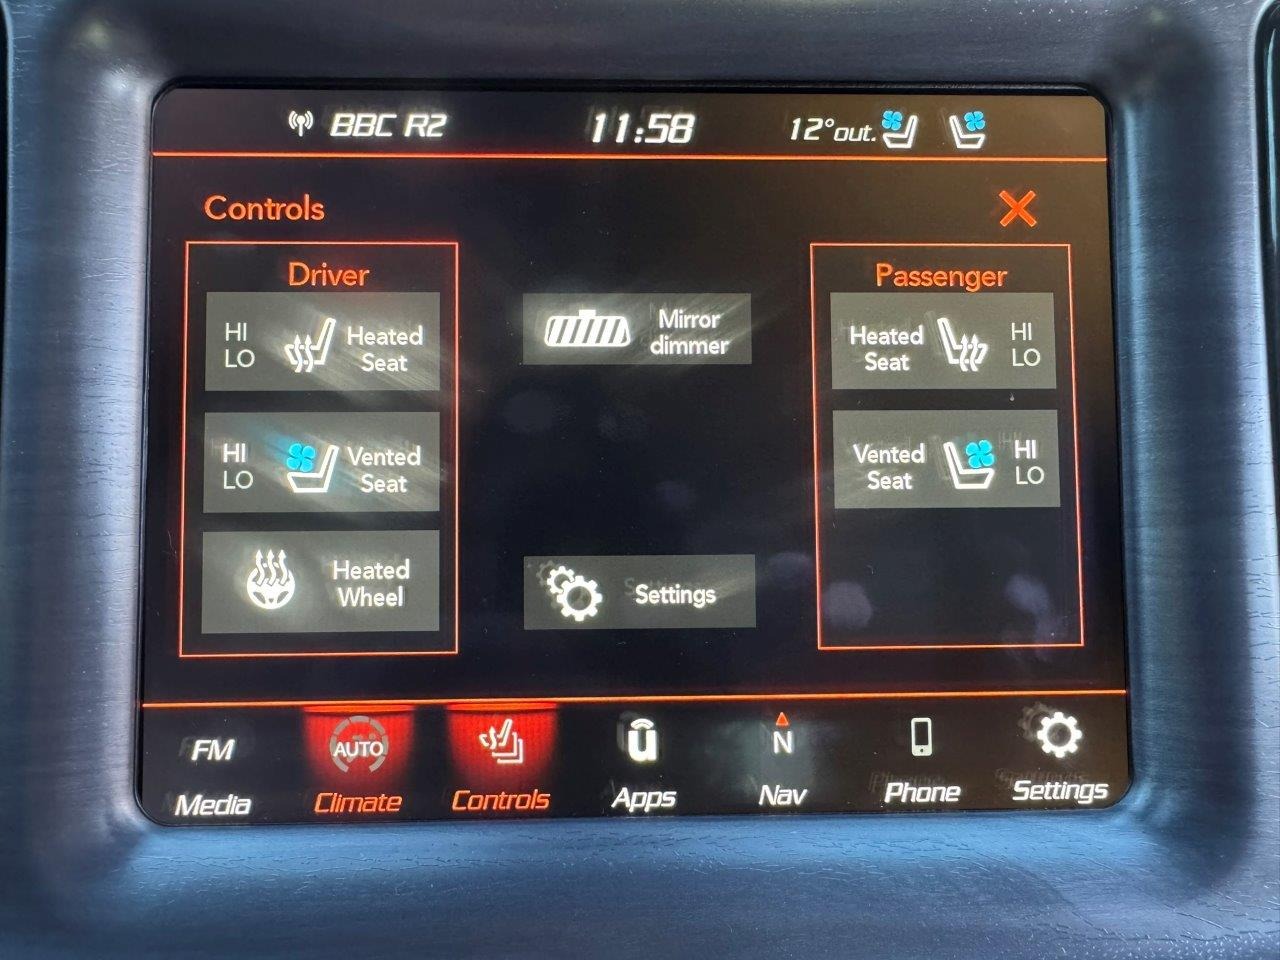 BBC R2 11:58 12°out.
Controls
Driver
HI
LO
Heated
Seat
HI
LO
Vented
Seat
Heated
Wheel
Mirror
dimmer
Settings
Passenger
Heated
Seat
HI
LO
Vented
Seat
HI
LO
FM
Media
AUTO
Climate
Controls
u
Apps
N
Nav
Phone
Settings